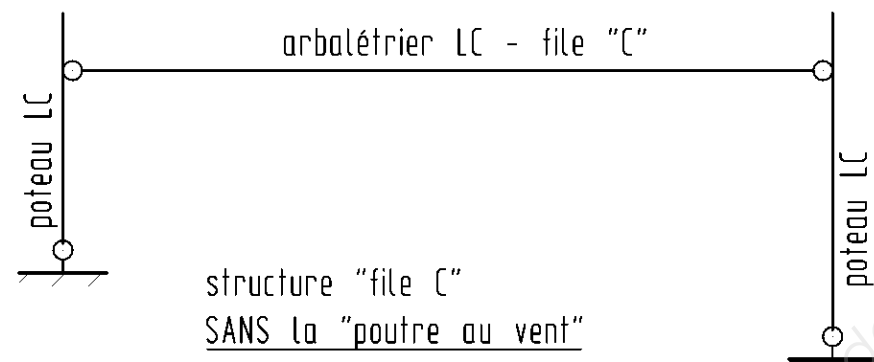 arbalétrier LC - file "C"
poteau LC
poteau LC
structure "file C"
SANS la "poutre au vent"